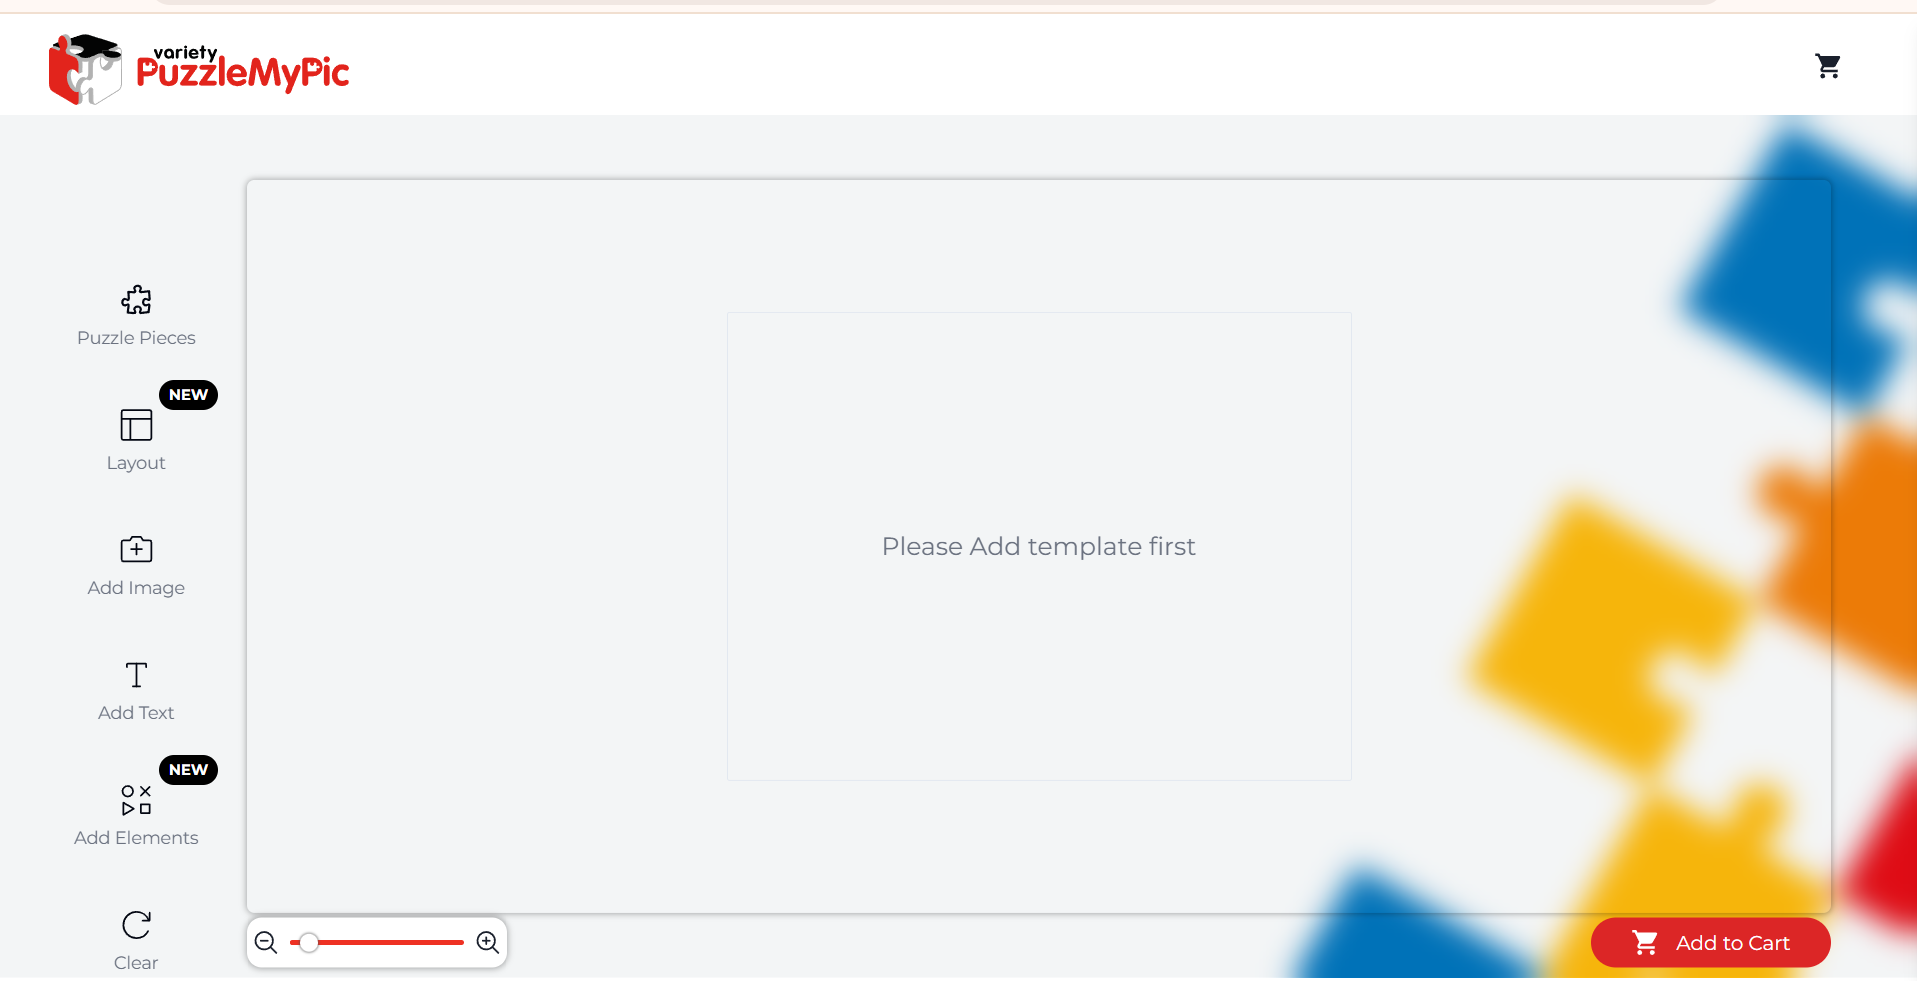 variety
PuzzleMyPic
Puzzle Pieces
NEW
Layout
Add Image
Add Text
NEW
Add Elements
Clear
Please Add template first
Add to Cart